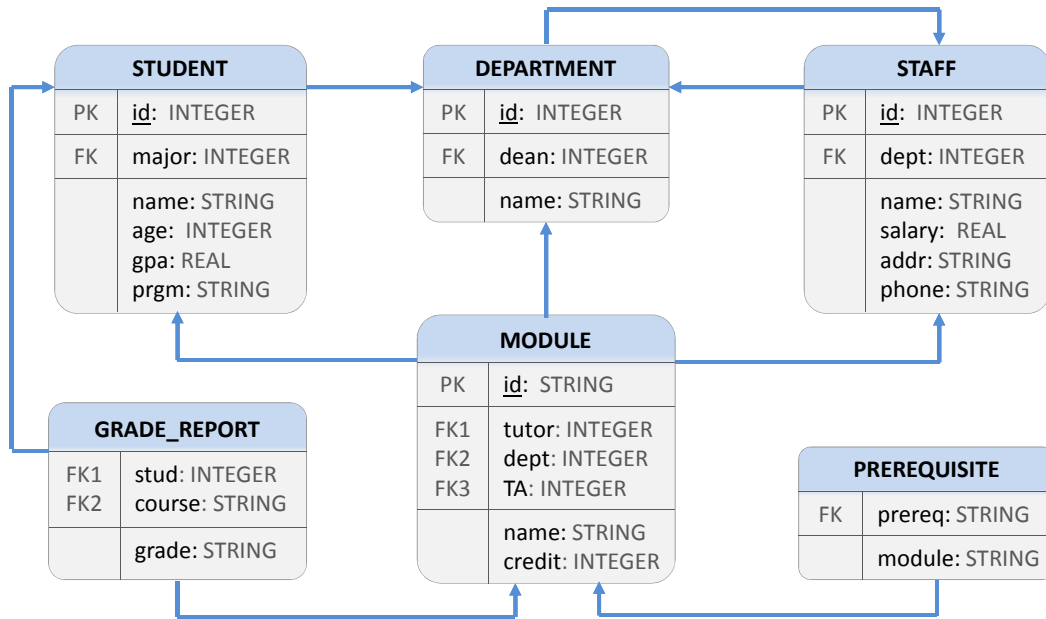 STUDENT
PK id: INTEGER
FK major: INTEGER
name: STRING
age: INTEGER
gpa: REAL
prgm: STRING
DEPARTMENT
PK id: INTEGER
FK dean: INTEGER
name: STRING
STAFF
PK id: INTEGER
FK dept: INTEGER
name: STRING
salary: REAL
addr: STRING
phone: STRING
MODULE
PK id: STRING
FK1 tutor: INTEGER
FK2 dept: INTEGER
FK3 TA: INTEGER
name: STRING
credit: INTEGER
GRADE_REPORT
FK1 stud: INTEGER
FK2 course: STRING
grade: STRING
PREREQUISITE
FK prereq: STRING
module: STRING